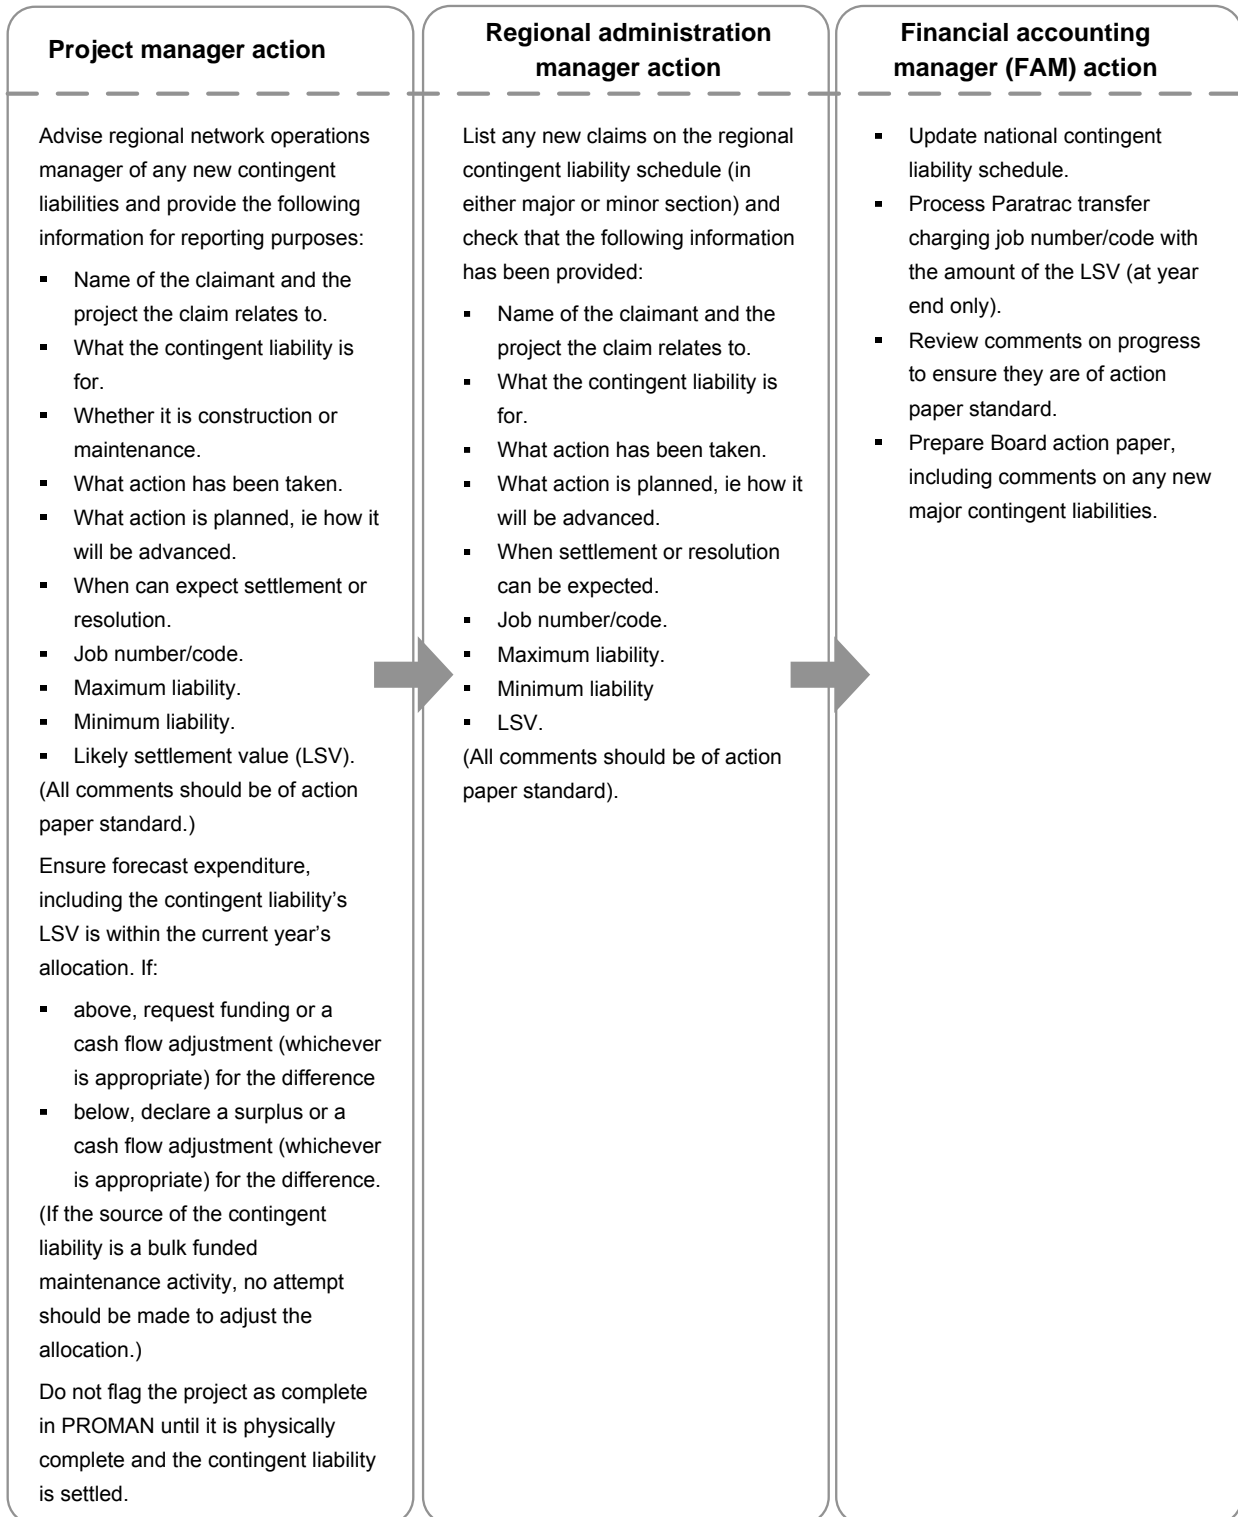 Project manager action
Advise regional network operations
manager of any new contingent
liabilities and provide the following
information for reporting purposes:
▪ Name of the claimant and the
project the claim relates to.
▪ What the contingent liability is
for.
▪ Whether it is construction or
maintenance.
▪ What action has been taken.
▪ What action is planned, ie how it
will be advanced.
▪ When can expect settlement or
resolution.
▪ Job number/code.
▪ Maximum liability.
▪ Minimum liability.
▪ Likely settlement value (LSV).
(All comments should be of action
paper standard.)
Ensure forecast expenditure,
including the contingent liability’s
LSV is within the current year’s
allocation. If:
▪ above, request funding or a
cash flow adjustment (whichever
is appropriate) for the difference
▪ below, declare a surplus or a
cash flow adjustment (whichever
is appropriate) for the difference.
(If the source of the contingent
liability is a bulk funded
maintenance activity, no attempt
should be made to adjust the
allocation.)
Do not flag the project as complete
in PROMAN until it is physically
complete and the contingent liability
is settled.
Regional administration
manager action
List any new claims on the regional
contingent liability schedule (in
either major or minor section) and
check that the following information
has been provided:
▪ Name of the claimant and the
project the claim relates to.
▪ What the contingent liability is
for.
▪ What action has been taken.
▪ What action is planned, ie how it
will be advanced.
▪ When settlement or resolution
can be expected.
▪ Job number/code.
▪ Maximum liability.
▪ Minimum liability
▪ LSV.
(All comments should be of action
paper standard).
Financial accounting
manager (FAM) action
▪ Update national contingent
liability schedule.
▪ Process Paratrac transfer
charging job number/code with
the amount of the LSV (at year
end only).
▪ Review comments on progress
to ensure they are of action
paper standard.
▪ Prepare Board action paper,
including comments on any new
major contingent liabilities.